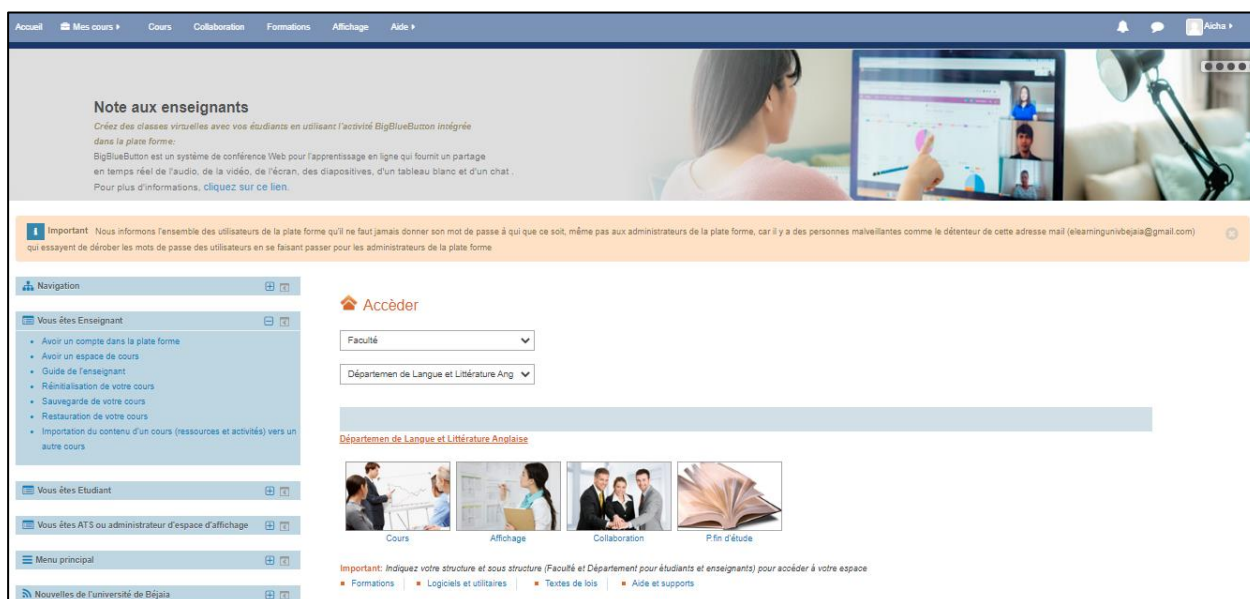 Accueil Mes cours Cours Collaboration Formations Affichage Aide Aicha
Note aux enseignants
Créez des classes virtuelles avec vos étudiants en utilisant l'activité BigBlueButton intégrée
dans la plate forme:
BigBlueButton est un système de conférence Web pour l'apprentissage en ligne qui fournit un partage
en temps réel de l'audio, de la vidéo, de l'écran, des diapositives, d'un tableau blanc et d'un chat .
Pour plus d'informations, cliquez sur ce lien.
Important Nous informons l'ensemble des utilisateurs de la plate forme qu'il ne faut jamais donner son mot de passe à qui que ce soit, même pas aux administrateurs de la plate forme, car il y a des personnes malveillantes comme le détenteur de cette adresse mail (elearningunivbejaia@gmail.com)
qui essayent de dérober les mots de passe des utilisateurs en se faisant passer pour les administrateurs de la plate forme
Navigation
Vous êtes Enseignant
Avoir un compte dans la plate forme
Avoir un espace de cours
Guide de l'enseignant
Réinitialisation de votre cours
Sauvegarde de votre cours
Restauration de votre cours
Importation du contenu d'un cours (ressources et activités) vers un
autre cours
Vous êtes Etudiant
Vous êtes ATS ou administrateur d'espace d'affichage
Menu principal
Nouvelles de l'université de Béjaia
Accèder
Faculté
Départemen de Langue et Littérature Ang
Départemen de Langue et Littérature Anglaise
Cours Affichage Collaboration P.fin d'étude
Important: Indiquez votre structure et sous structure (Faculté et Département pour étudiants et enseignants) pour accéder à votre espace
Formations Logiciels et utilitaires Textes de lois Aide et supports